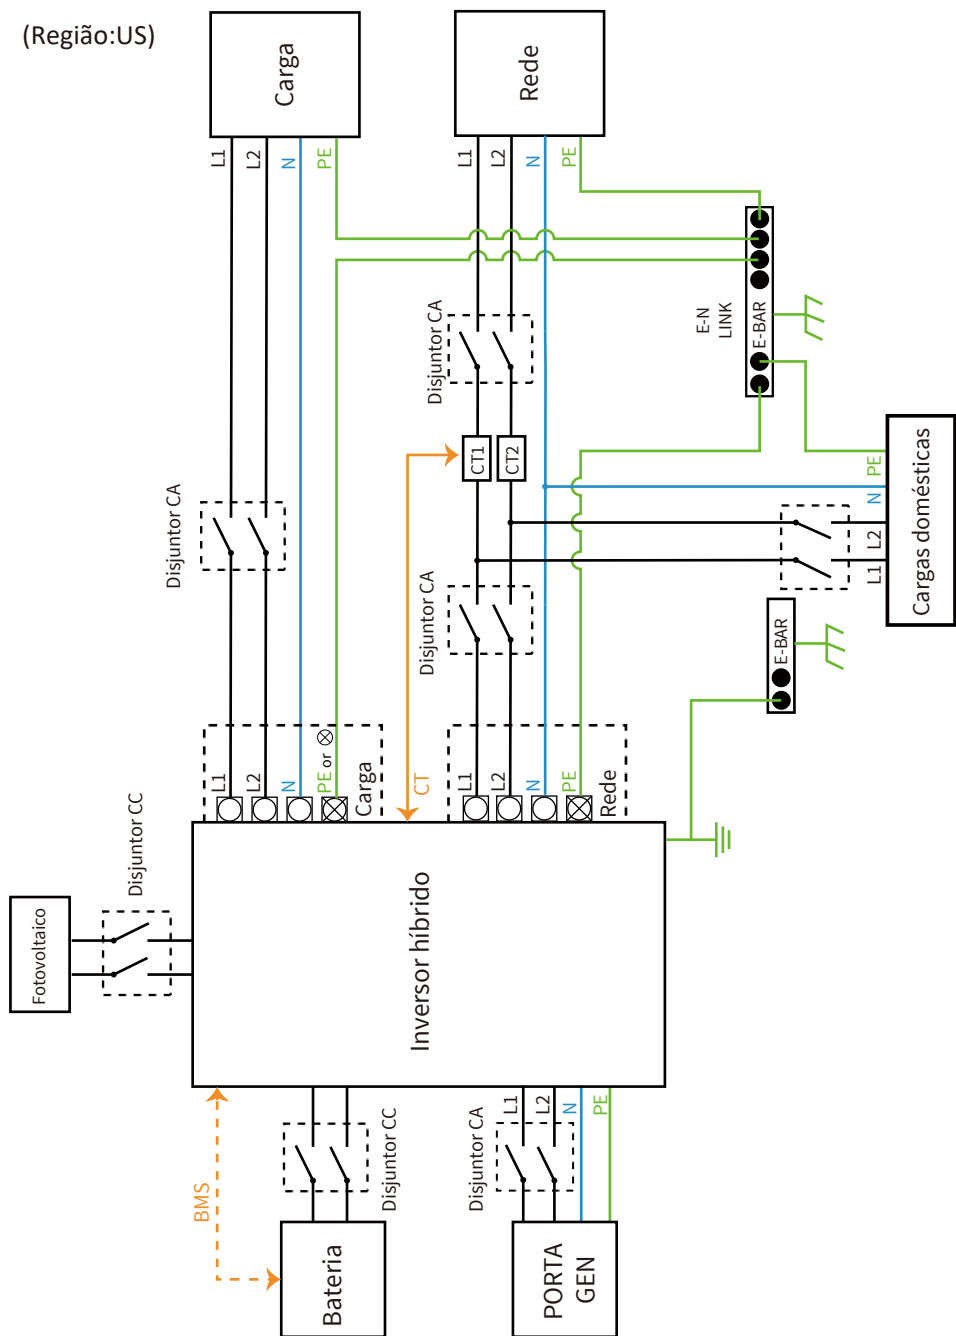 (Região:US)
Carga
Rede
L1
L2
N
PE
L1
L2
N
PE
Disjuntor CA
E-N
LINK
E-BAR
CT1
CT2
Disjuntor CA
PE
N
L2
L1
Cargas domésticas
Disjuntor CA
E-BAR
L1
L2
N
PE or
Carga
CT
L1
L2
N
PE
Rede
Disjuntor CC
Fotovoltaico
Inversor híbrido
BMS
Disjuntor CC
Bateria
L1
L2
N
PE
Disjuntor CA
PORTA
GEN